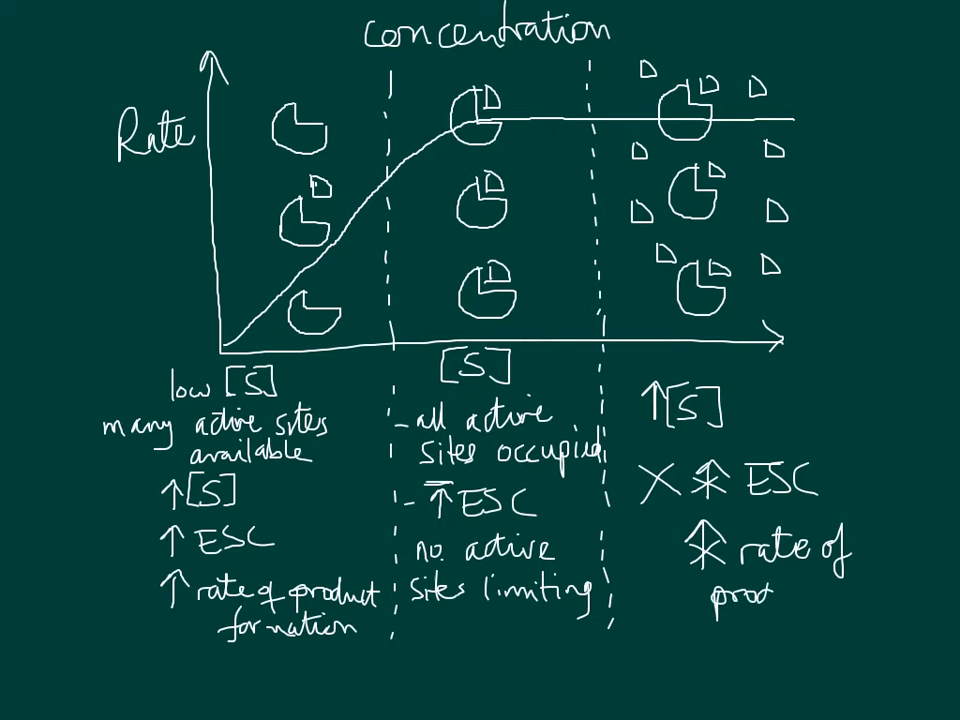 concentration
Rate
[S]
low [S]
many active sites
available
↑[S]
↑ ESC
↑ rate of product
formation
- all active
sites occupied
- ↑ ESC
no. active
sites limiting
↑[S]
X ↑ ESC
↑ rate of
prod